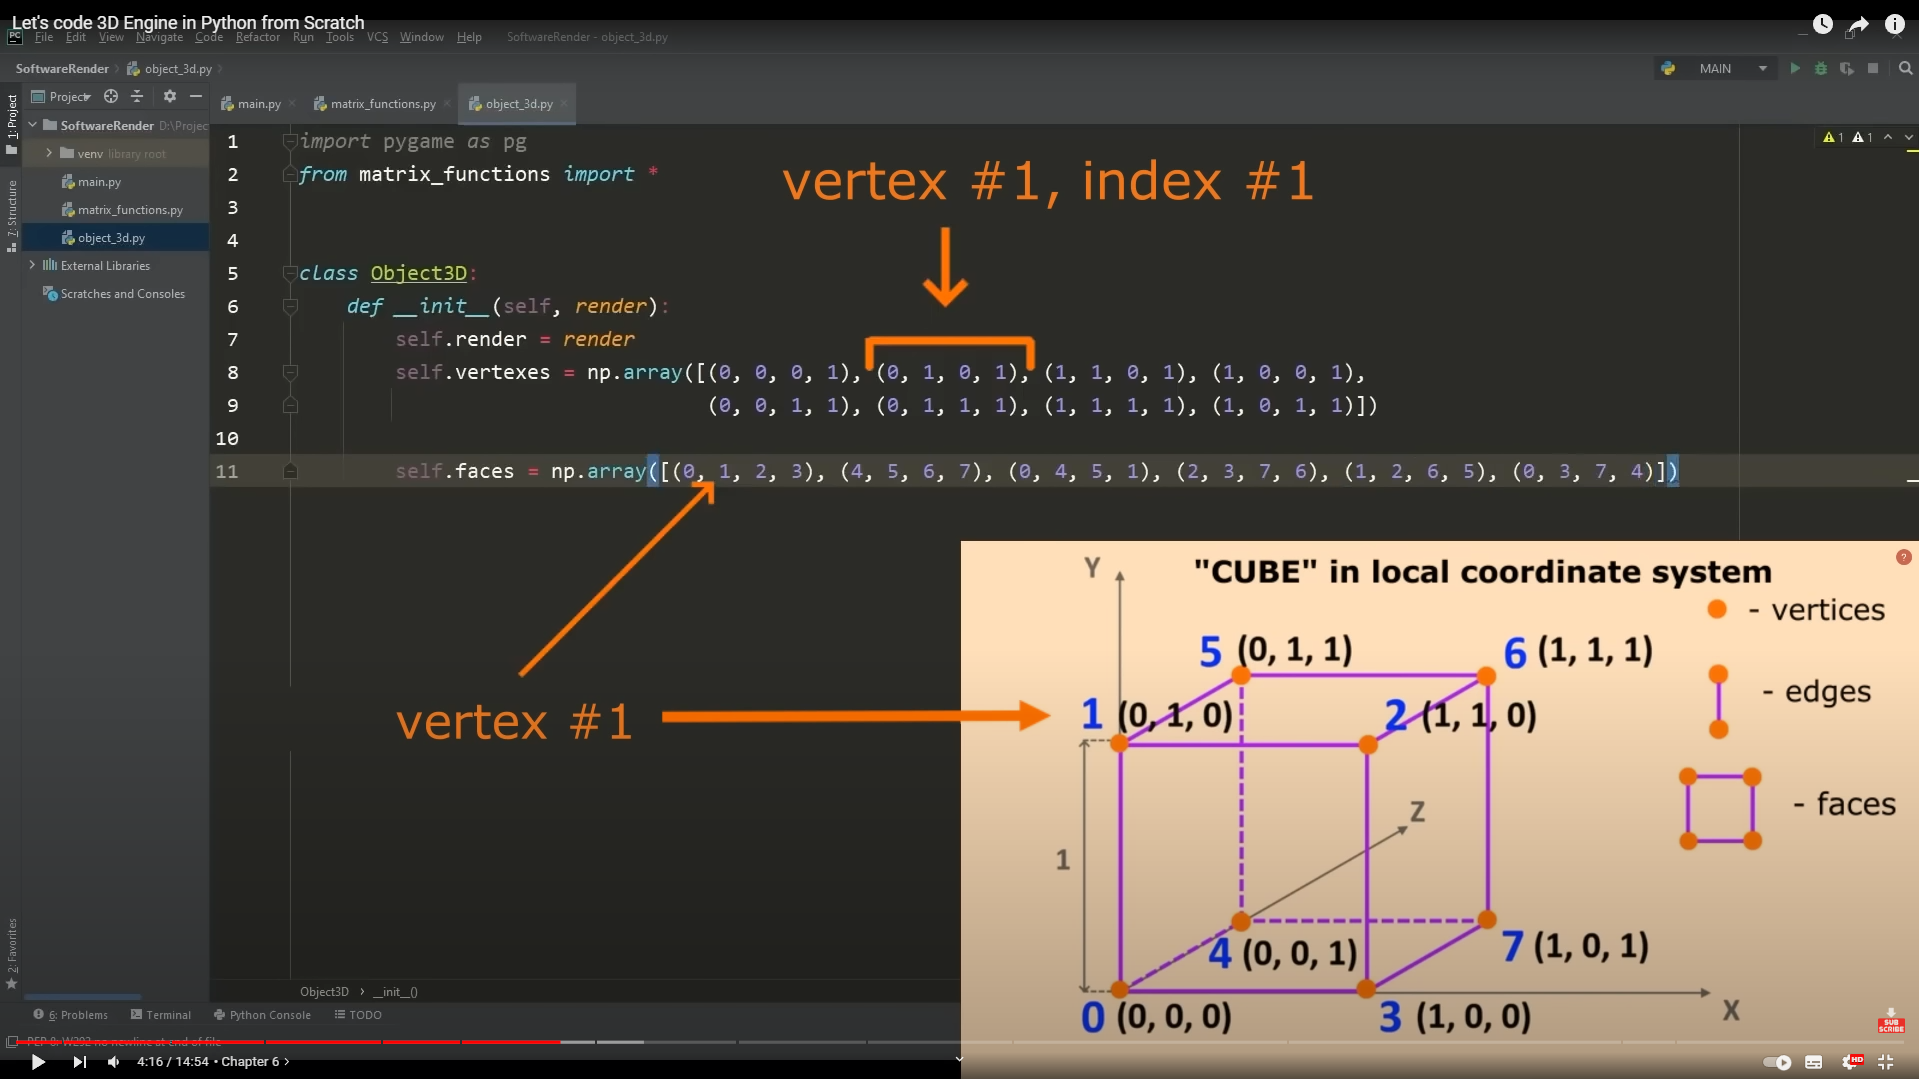 Let's code 3D Engine in Python from Scratch
PC File Edit View Navigate Code Refactor Run Tools VCS Window Help SoftwareRender - object_3d.py
SoftwareRender object_3d.py MAIN
1: Project
Project
main.py matrix_functions.py object_3d.py
SoftwareRender D:\Projec
venv library root
main.py
matrix_functions.py
object_3d.py
External Libraries
Scratches and Consoles
7: Structure
2: Favorites
1 1
1 import pygame as pg
2 from matrix_functions import *
3
4
5 class Object3D:
6 def __init__(self, render):
7 self.render = render
8 self.vertexes = np.array([(0, 0, 0, 1), (0, 1, 0, 1), (1, 1, 0, 1), (1, 0, 0, 1),
9 (0, 0, 1, 1), (0, 1, 1, 1), (1, 1, 1, 1), (1, 0, 1, 1)])
10
11 self.faces = np.array([(0, 1, 2, 3), (4, 5, 6, 7), (0, 4, 5, 1), (2, 3, 7, 6), (1, 2, 6, 5), (0, 3, 7, 4)])
vertex #1, index #1
vertex #1
"CUBE" in local coordinate system
Y
- vertices
5 (0, 1, 1)
6 (1, 1, 1)
- edges
1 (0, 1, 0)
2 (1, 1, 0)
- faces
Z
1
4 (0, 0, 1)
7 (1, 0, 1)
X
0 (0, 0, 0)
3 (1, 0, 0)
SUB
SCRIBE
Object3D › __init__()
6: Problems Terminal Python Console TODO
PEP 8: W292 no newline at end of file
4:16 / 14:54 • Chapter 6 ›
HD